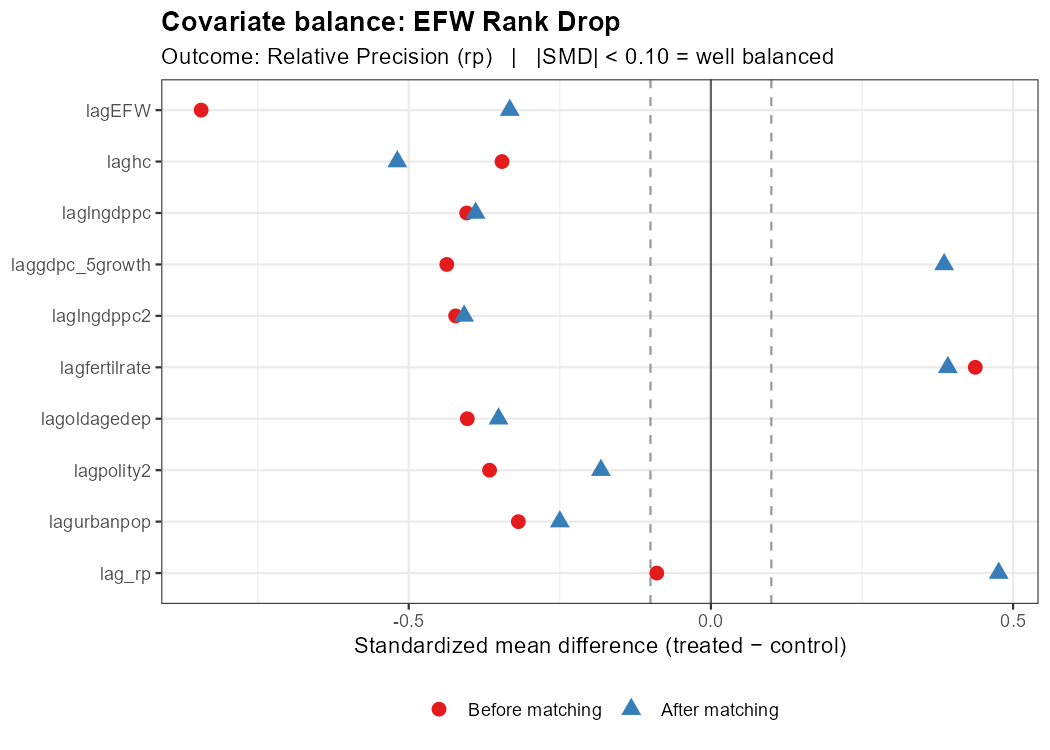 Covariate balance: EFW Rank Drop
Outcome: Relative Precision (rp) | |SMD| < 0.10 = well balanced
lagEFW
laghc
laglngdppc
laggdpc_5growth
laglngdppc2
lagfertilrate
lagoldagedep
lagpolity2
lagurbanpop
lag_rp
-0.5 0.0 0.5
Standardized mean difference (treated − control)
Before matching After matching